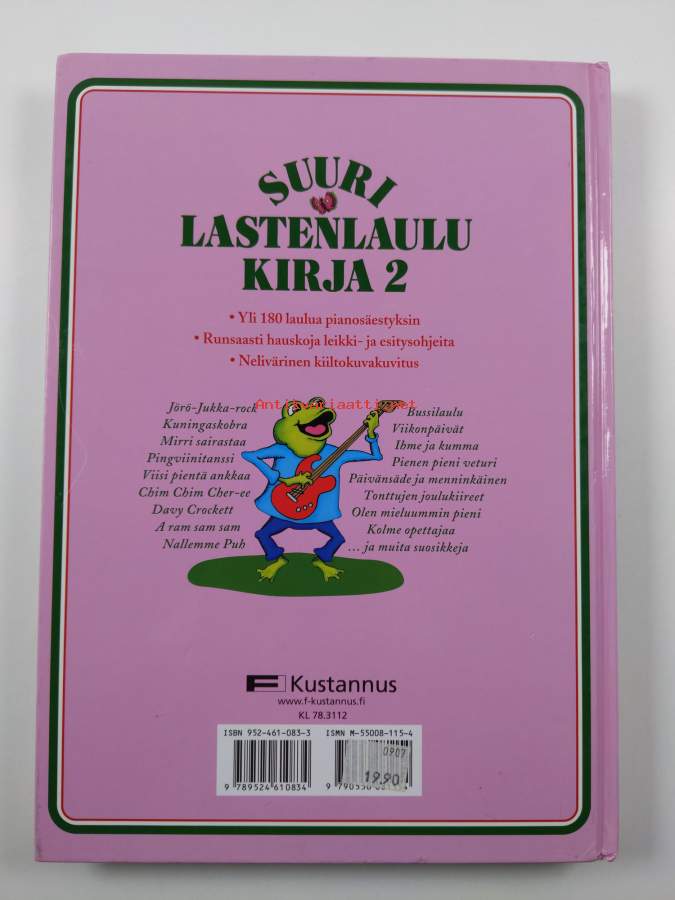 SUURI
LASTENLAULU
KIRJA 2
• Yli 180 laulua pianosäestyksin
• Runsaasti hauskoja leikki- ja esitysohjeita
• Nelivärinen kiiltokuvakuvitus
Antikvariaatti.net
Jörö-Jukka-rock
Kuningaskobra
Mirri sairastaa
Pingviinitanssi
Viisi pientä ankkaa
Chim Chim Cher-ee
Davy Crockett
A ram sam sam
Nallemme Puh
Bussilaulu
Viikonpäivät
Ihme ja kumma
Pienen pieni veturi
Päivänsäde ja menninkäinen
Tonttujen joulukiireet
Olen mieluummin pieni
Kolme opettajaa
... ja muita suosikkeja
F Kustannus
www.f-kustannus.fi
KL 78.3112
ISBN 952-461-083-3
ISMN M-55008-115-4
0907
19.90
9 789524 610834